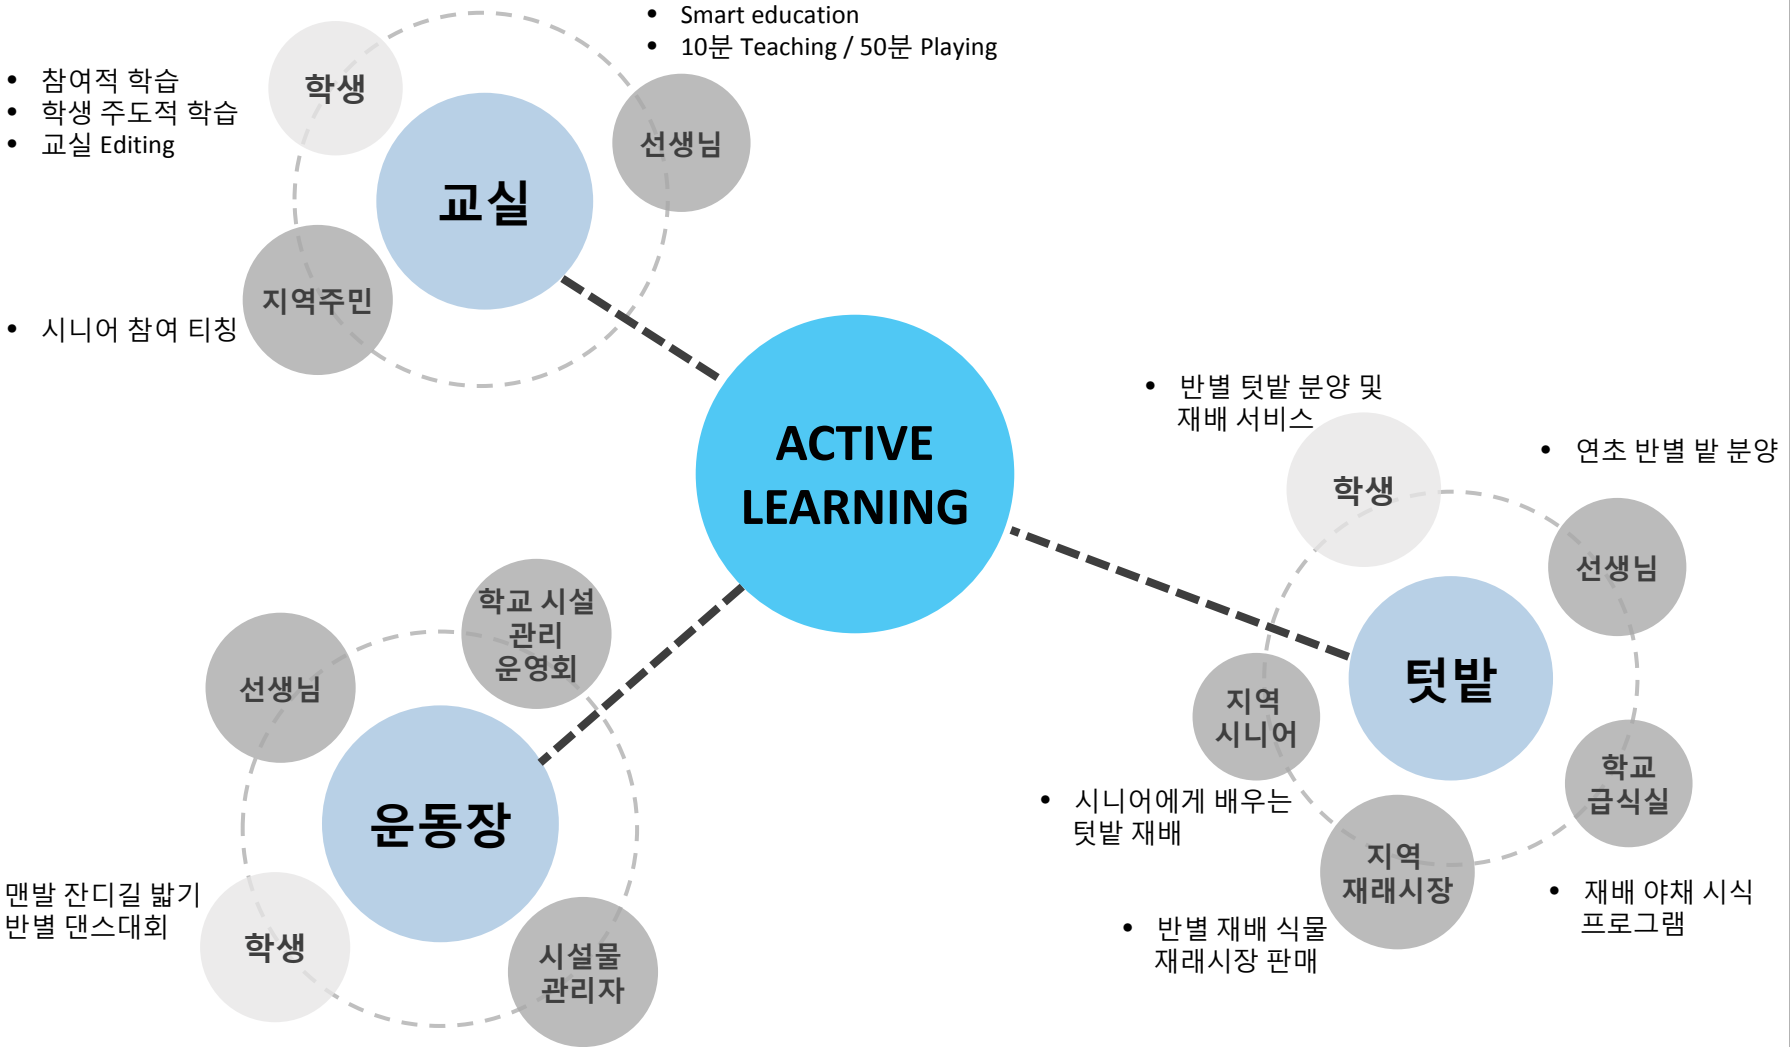 • Smart education
• 10분 Teaching / 50분 Playing
• 참여적 학습
• 학생 주도적 학습
• 교실 Editing
학생
선생님
교실
지역주민
• 시니어 참여 티칭
ACTIVE
LEARNING
• 반별 텃밭 분양 및
재배 서비스
• 연초 반별 밭 분양
학생
선생님
텃밭
지역
시니어
학교
급식실
• 시니어에게 배우는
텃밭 재배
지역
재래시장
• 재배 야채 시식
프로그램
• 반별 재배 식물
재래시장 판매
학교 시설
관리
운영회
선생님
운동장
맨발 잔디길 밟기
반별 댄스대회
학생
시설물
관리자